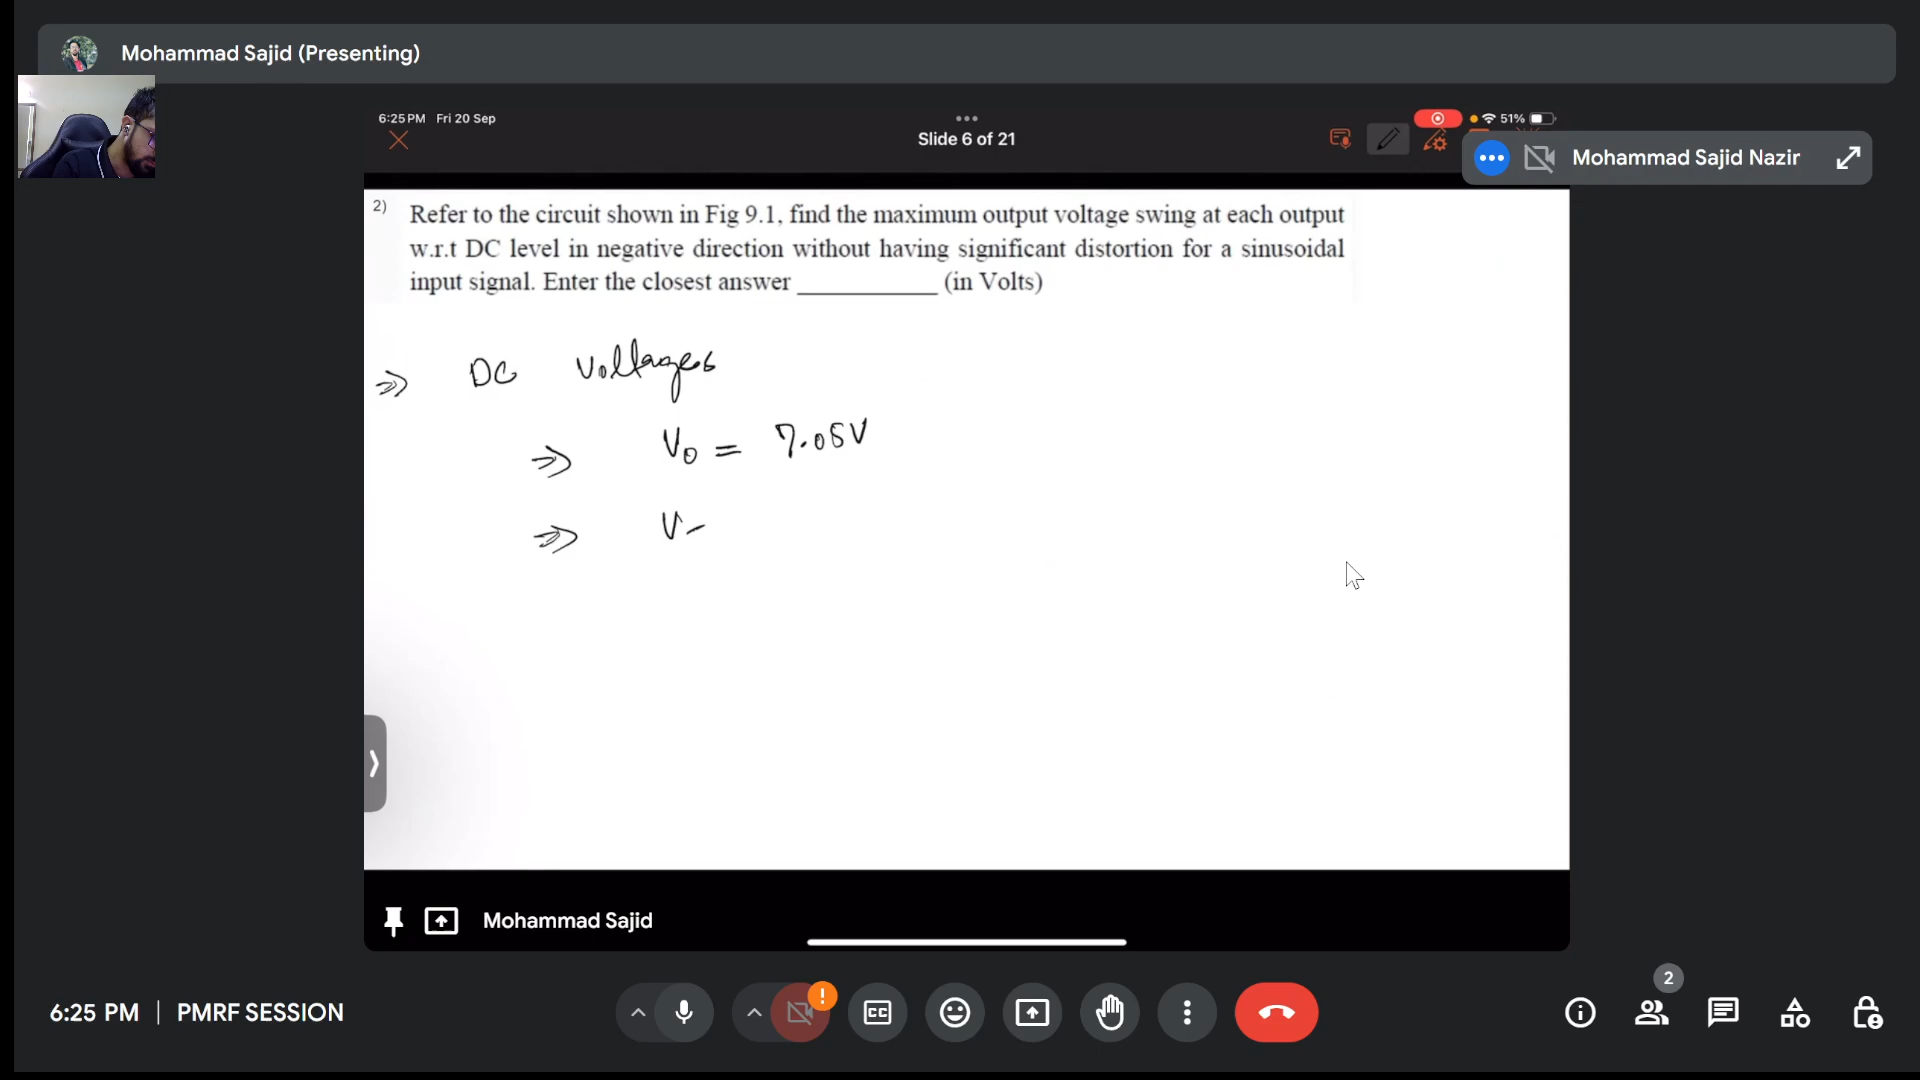 Mohammad Sajid (Presenting)
6:25 PM Fri 20 Sep
51%
Slide 6 of 21
Mohammad Sajid Nazir
2) Refer to the circuit shown in Fig 9.1, find the maximum output voltage swing at each output
w.r.t DC level in negative direction without having significant distortion for a sinusoidal
input signal. Enter the closest answer ____________ (in Volts)
⇒ DC voltages
⇒ V0 = 7.05V
⇒ V-
Mohammad Sajid
2
6:25 PM | PMRF SESSION
CC